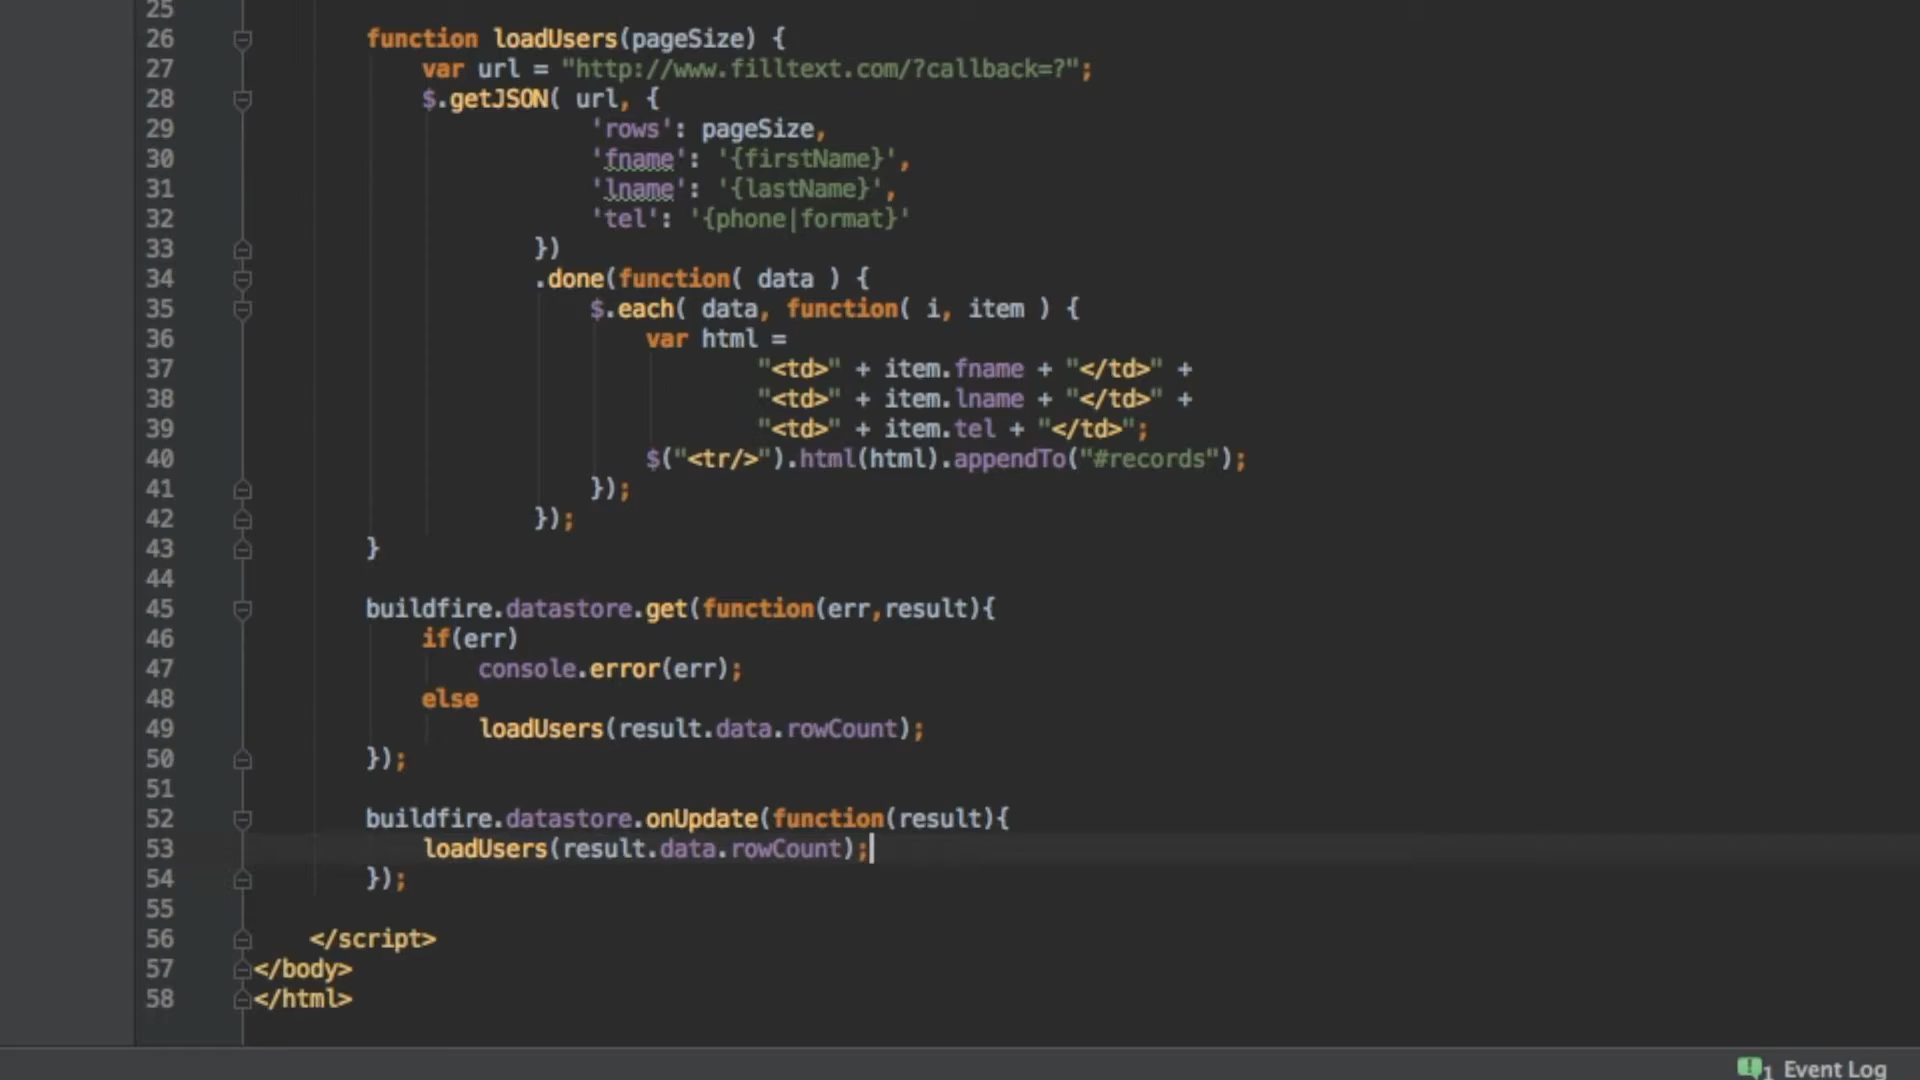 25
26 function loadUsers(pageSize) {
27 var url = "http://www.filltext.com/?callback=?";
28 $.getJSON( url, {
29 'rows': pageSize,
30 'fname': '{firstName}',
31 'lname': '{lastName}',
32 'tel': '{phone|format}'
33 })
34 .done(function( data ) {
35 $.each( data, function( i, item ) {
36 var html =
37 "<td>" + item.fname + "</td>" +
38 "<td>" + item.lname + "</td>" +
39 "<td>" + item.tel + "</td>";
40 $("<tr/>").html(html).appendTo("#records");
41 });
42 });
43 }
44
45 buildfire.datastore.get(function(err,result){
46 if(err)
47 console.error(err);
48 else
49 loadUsers(result.data.rowCount);
50 });
51
52 buildfire.datastore.onUpdate(function(result){
53 loadUsers(result.data.rowCount);
54 });
55
56 </script>
57 </body>
58 </html>
1 Event Log